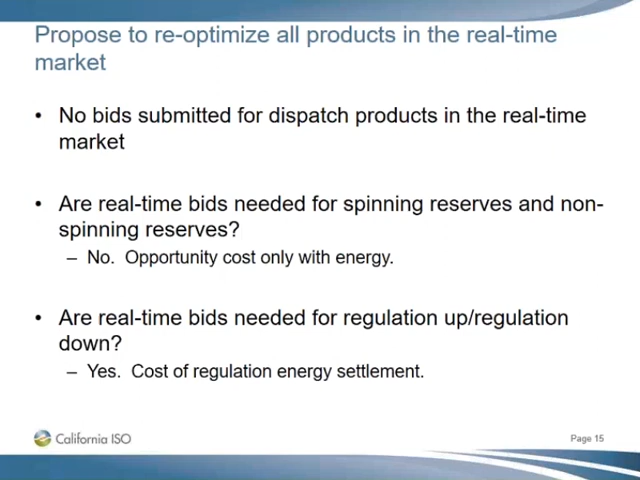 Propose to re-optimize all products in the real-time
market
• No bids submitted for dispatch products in the real-time
market
• Are real-time bids needed for spinning reserves and non-
spinning reserves?
– No. Opportunity cost only with energy.
• Are real-time bids needed for regulation up/regulation
down?
– Yes. Cost of regulation energy settlement.
California ISO
Page 15